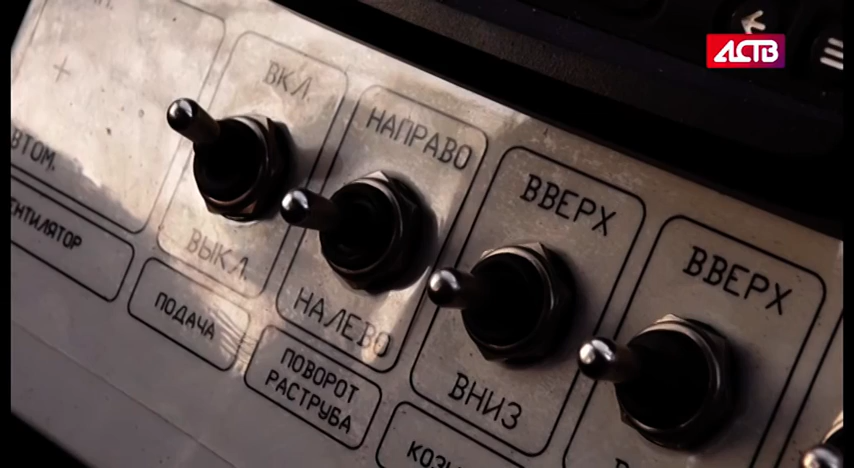 АСТВ
ВКЛ.
ВЫКЛ.
ПОДАЧА
НАПРАВО
НАЛЕВО
ПОВОРОТ
РАСТРУБА
ВВЕРХ
ВНИЗ
ВВЕРХ